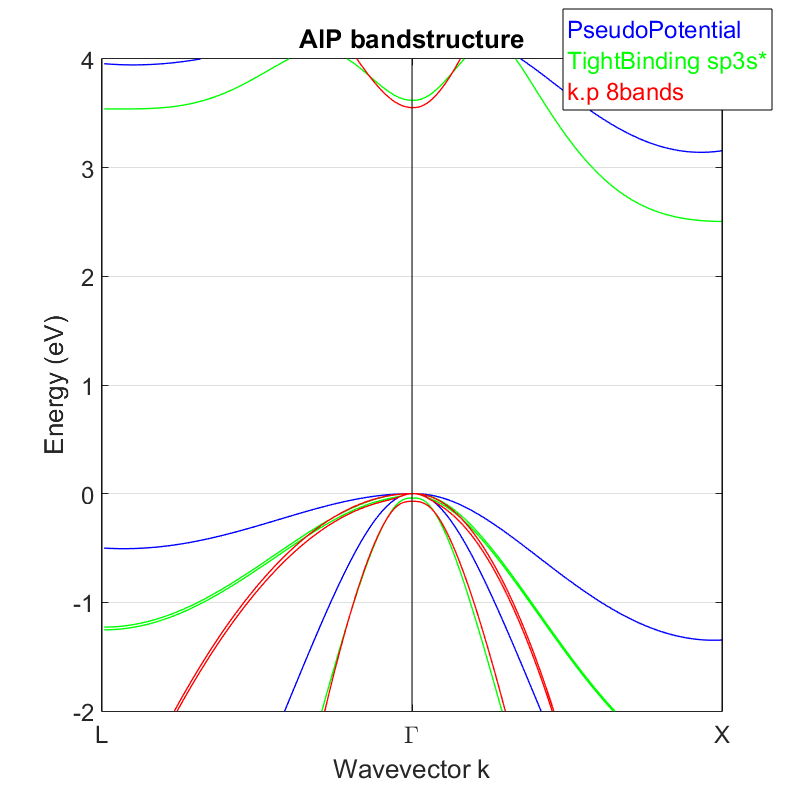 AlP bandstructure
PseudoPotential
TightBinding sp3s*
k.p 8bands
4
3
2
1
0
-1
-2
Energy (eV)
L
Γ
X
Wavevector k